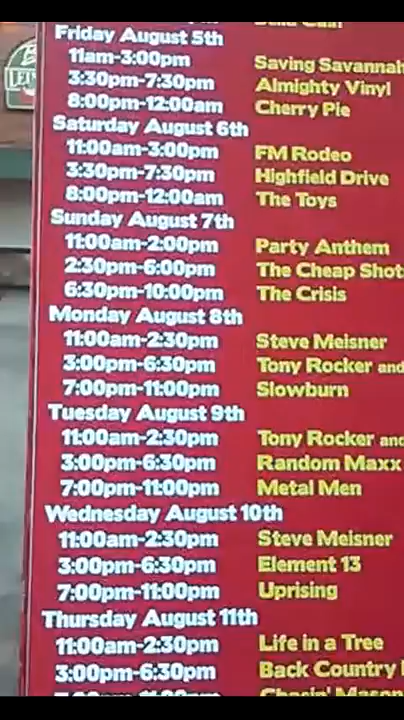 Friday August 5th
11am-3:00pm Saving Savannah
3:30pm-7:30pm Almighty Vinyl
8:00pm-12:00am Cherry Pie
Saturday August 6th
11:00am-3:00pm FM Rodeo
3:30pm-7:30pm Highfield Drive
8:00pm-12:00am The Toys
Sunday August 7th
11:00am-2:00pm Party Anthem
2:30pm-6:00pm The Cheap Shot
6:30pm-10:00pm The Crisis
Monday August 8th
11:00am-2:30pm Steve Meisner
3:00pm-6:30pm Tony Rocker and
7:00pm-11:00pm Slowburn
Tuesday August 9th
11:00am-2:30pm Tony Rocker and
3:00pm-6:30pm Random Maxx
7:00pm-11:00pm Metal Men
Wednesday August 10th
11:00am-2:30pm Steve Meisner
3:00pm-6:30pm Element 13
7:00pm-11:00pm Uprising
Thursday August 11th
11:00am-2:30pm Life in a Tree
3:00pm-6:30pm Back Country
Chasin' Mason